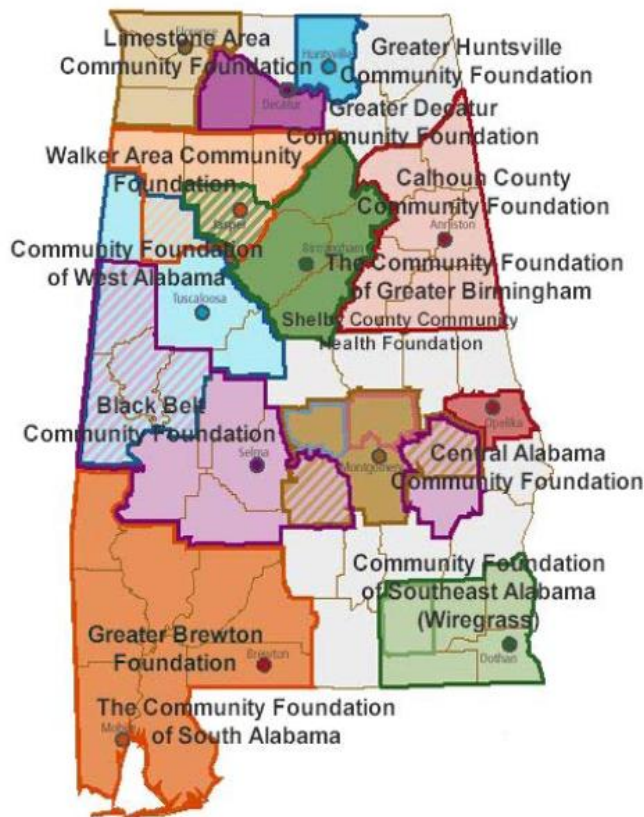 Florence
Limestone Area
Community Foundation
Huntsville
Greater Huntsville
Community Foundation
Decatur
Greater Decatur
Community Foundation
Walker Area Community
Foundation
Jasper
Calhoun County
Community Foundation
Anniston
Community Foundation
of West Alabama
Birmingham
The Community Foundation
of Greater Birmingham
Tuscaloosa
Shelby County Community
Health Foundation
Black Belt
Community Foundation
Selma
Opelika
Montgomery
Central Alabama
Community Foundation
Community Foundation
of Southeast Alabama
(Wiregrass)
Dothan
Greater Brewton
Foundation
Brewton
The Community Foundation
of South Alabama
Mobile